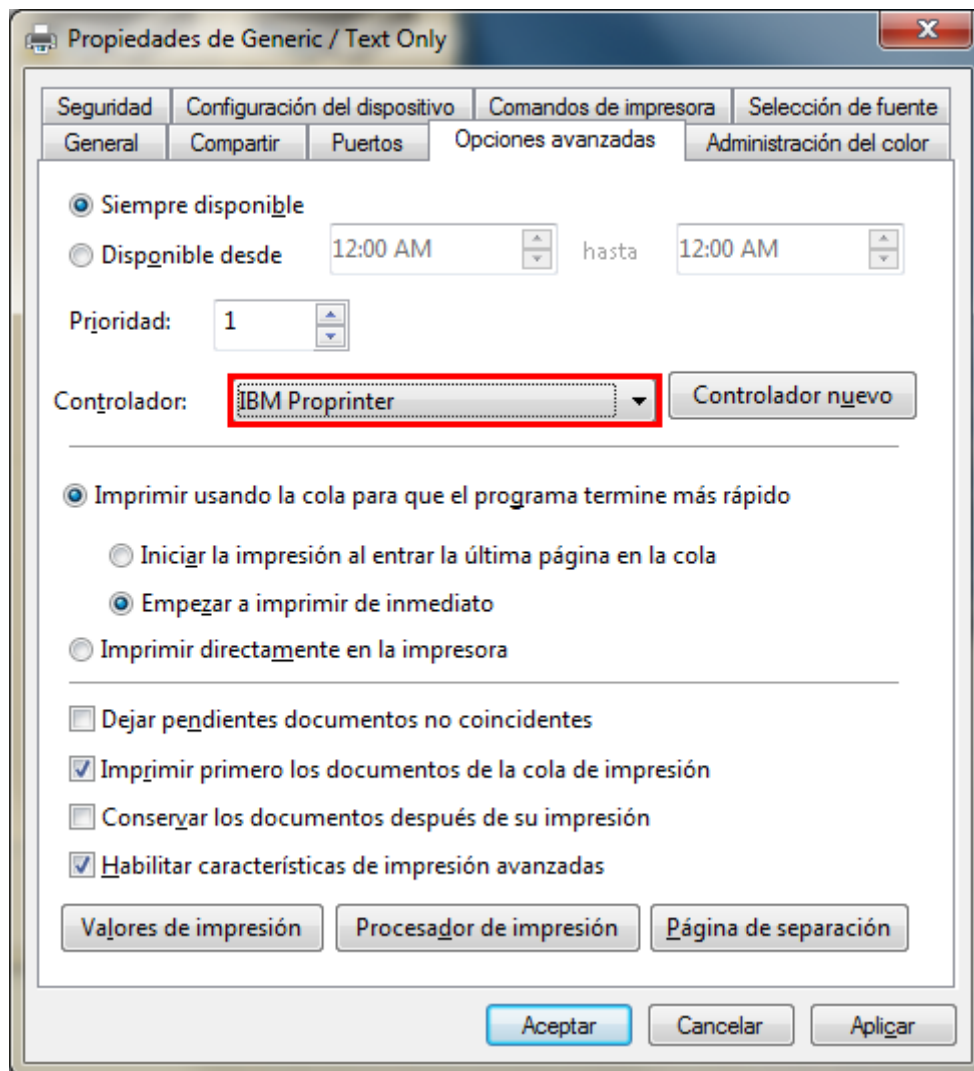 Propiedades de Generic / Text Only
Seguridad Configuración del dispositivo Comandos de impresora Selección de fuente
General Compartir Puertos Opciones avanzadas Administración del color
Siempre disponible
Disponible desde 12:00 AM hasta 12:00 AM
Prioridad: 1
Controlador: IBM Proprinter Controlador nuevo
Imprimir usando la cola para que el programa termine más rápido
Iniciar la impresión al entrar la última página en la cola
Empezar a imprimir de inmediato
Imprimir directamente en la impresora
Dejar pendientes documentos no coincidentes
Imprimir primero los documentos de la cola de impresión
Conservar los documentos después de su impresión
Habilitar características de impresión avanzadas
Valores de impresión Procesador de impresión Página de separación
Aceptar Cancelar Aplicar